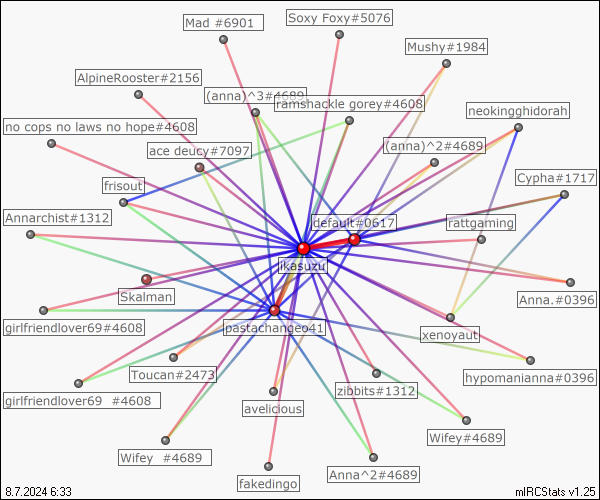 Mad #6901
Soxy Foxy#5076
Mushy#1984
AlpineRooster#2156
(anna)^3#4689
ramshackle gorey#4608
neokingghidorah
no cops no laws no hope#4608
ace deucy#7097
(anna)^2#4689
frisout
Cypha#1717
Annarchist#1312
default#0617
rattgaming
ikasuzu
Skalman
Anna.#0396
girlfriendlover69#4608
pastachangeo41
xenoyaut
Toucan#2473
hypomanianna#0396
girlfriendlover69 #4608
zibbits#1312
avelicious
Wifey #4689
Wifey#4689
fakedingo
Anna^2#4689
8.7.2024 6:33
mIRCStats v1.25